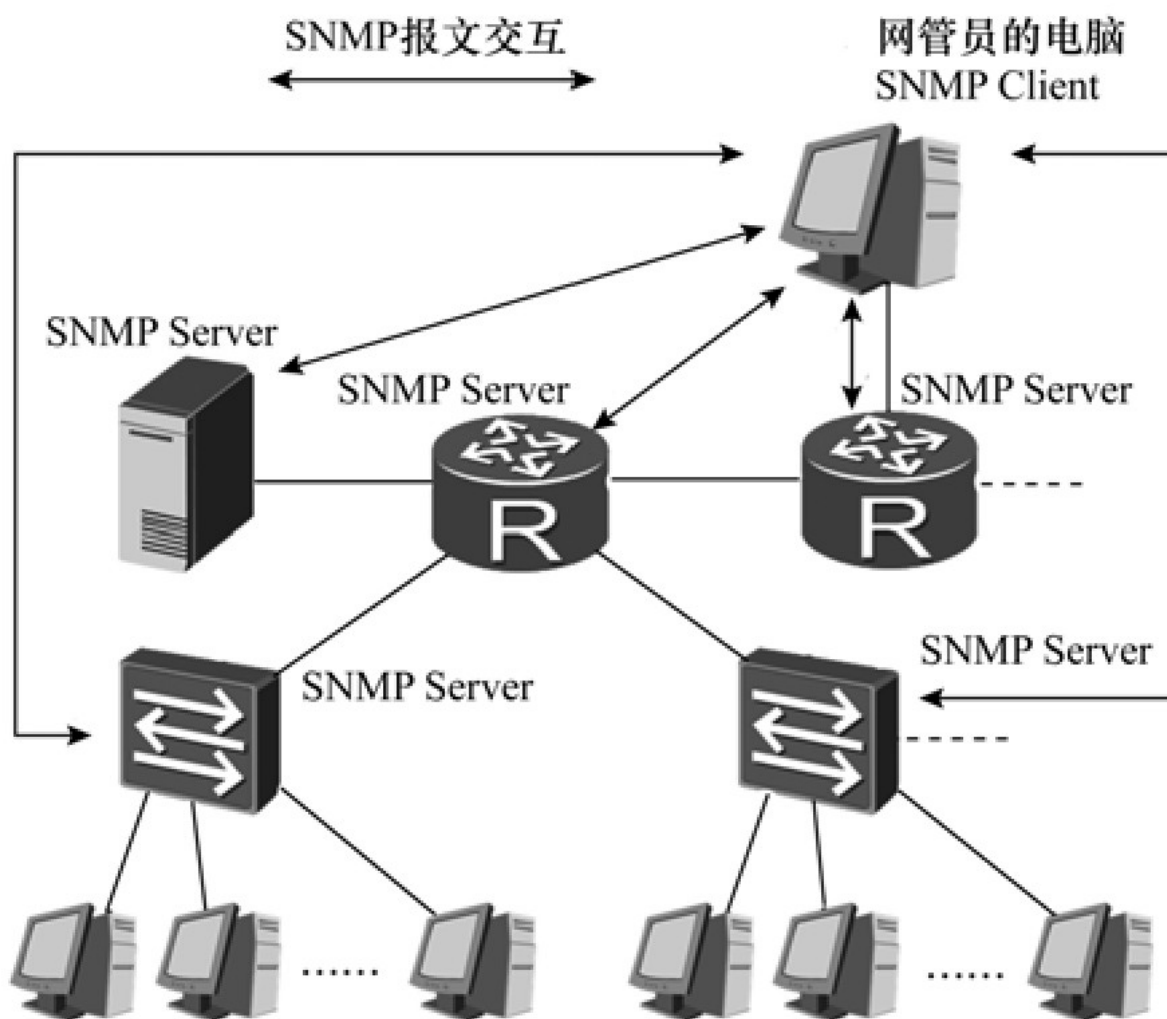 SNMP报文交互
网管员的电脑
SNMP Client
SNMP Server
SNMP Server
SNMP Server
R
R
SNMP Server
SNMP Server
......
......